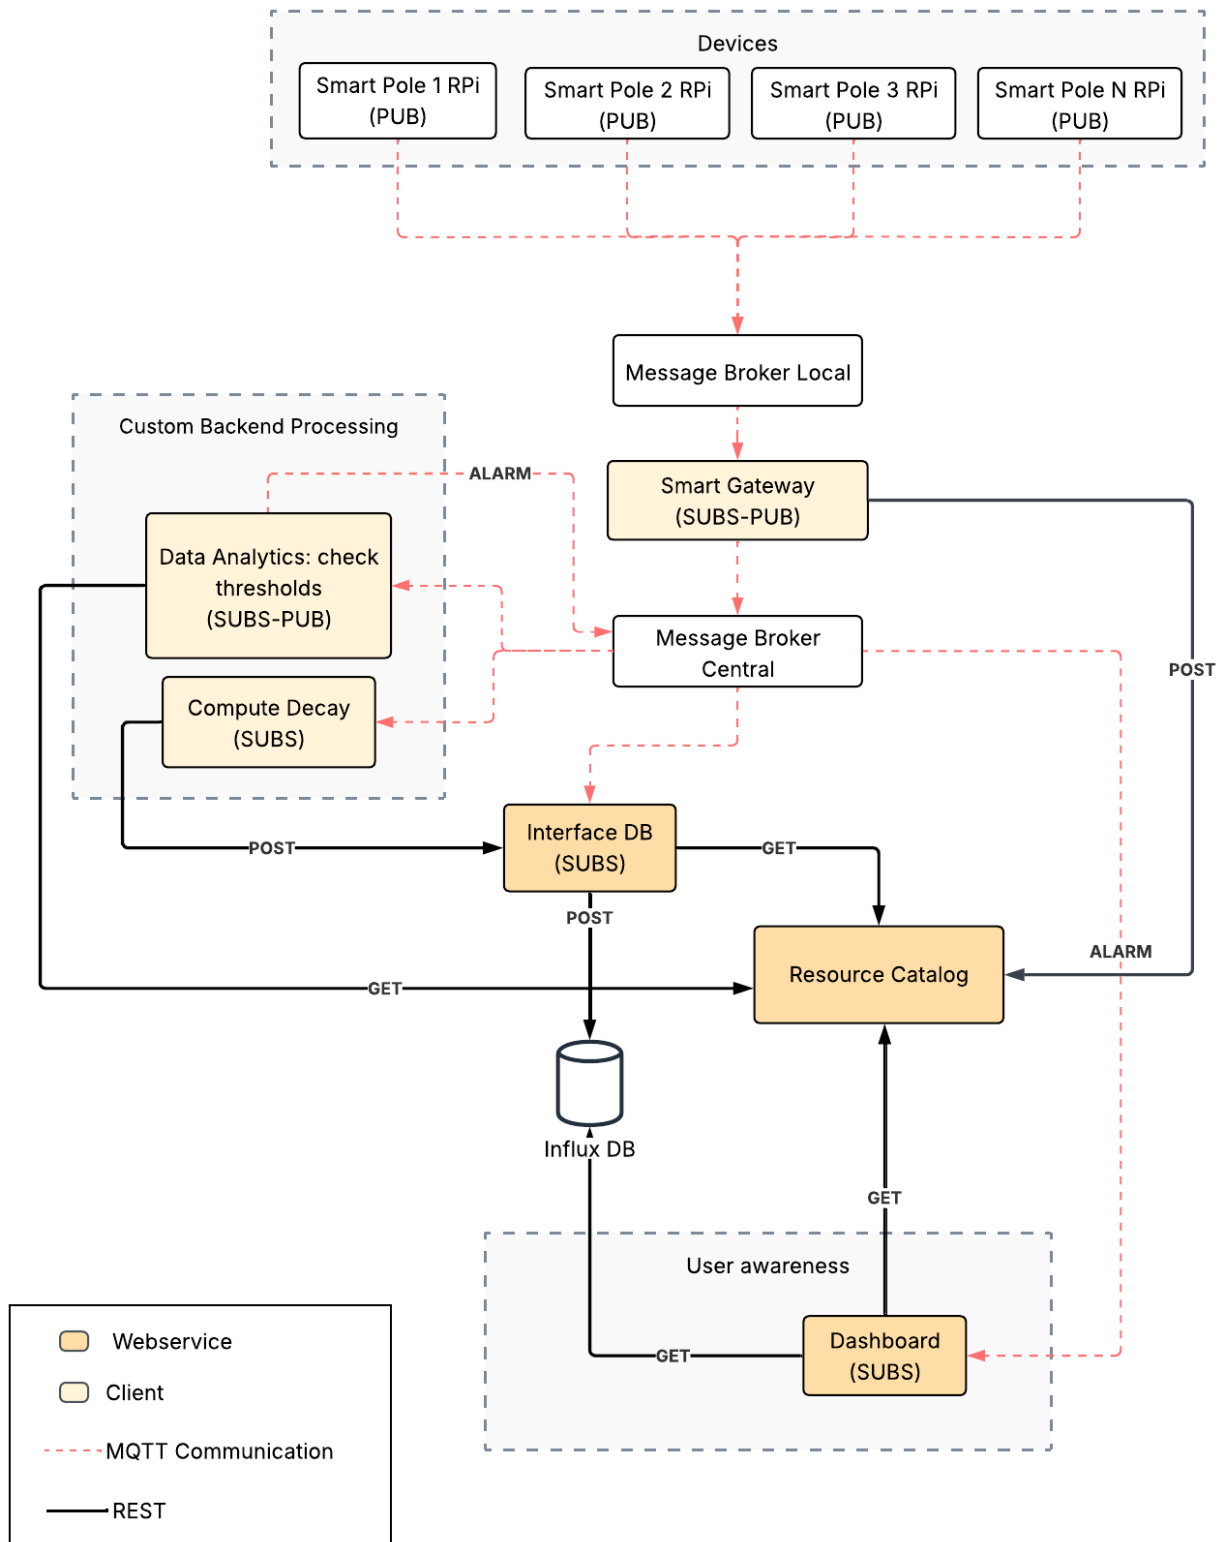 Devices
Smart Pole 1 RPi
(PUB)
Smart Pole 2 RPi
(PUB)
Smart Pole 3 RPi
(PUB)
Smart Pole N RPi
(PUB)
Message Broker Local
Custom Backend Processing
ALARM
Smart Gateway
(SUBS-PUB)
Data Analytics: check
thresholds
(SUBS-PUB)
Message Broker
Central
POST
Compute Decay
(SUBS)
Interface DB
(SUBS)
POST
GET
POST
ALARM
Resource Catalog
GET
Influx DB
GET
User awareness
Dashboard
(SUBS)
GET
Webservice
Client
MQTT Communication
REST